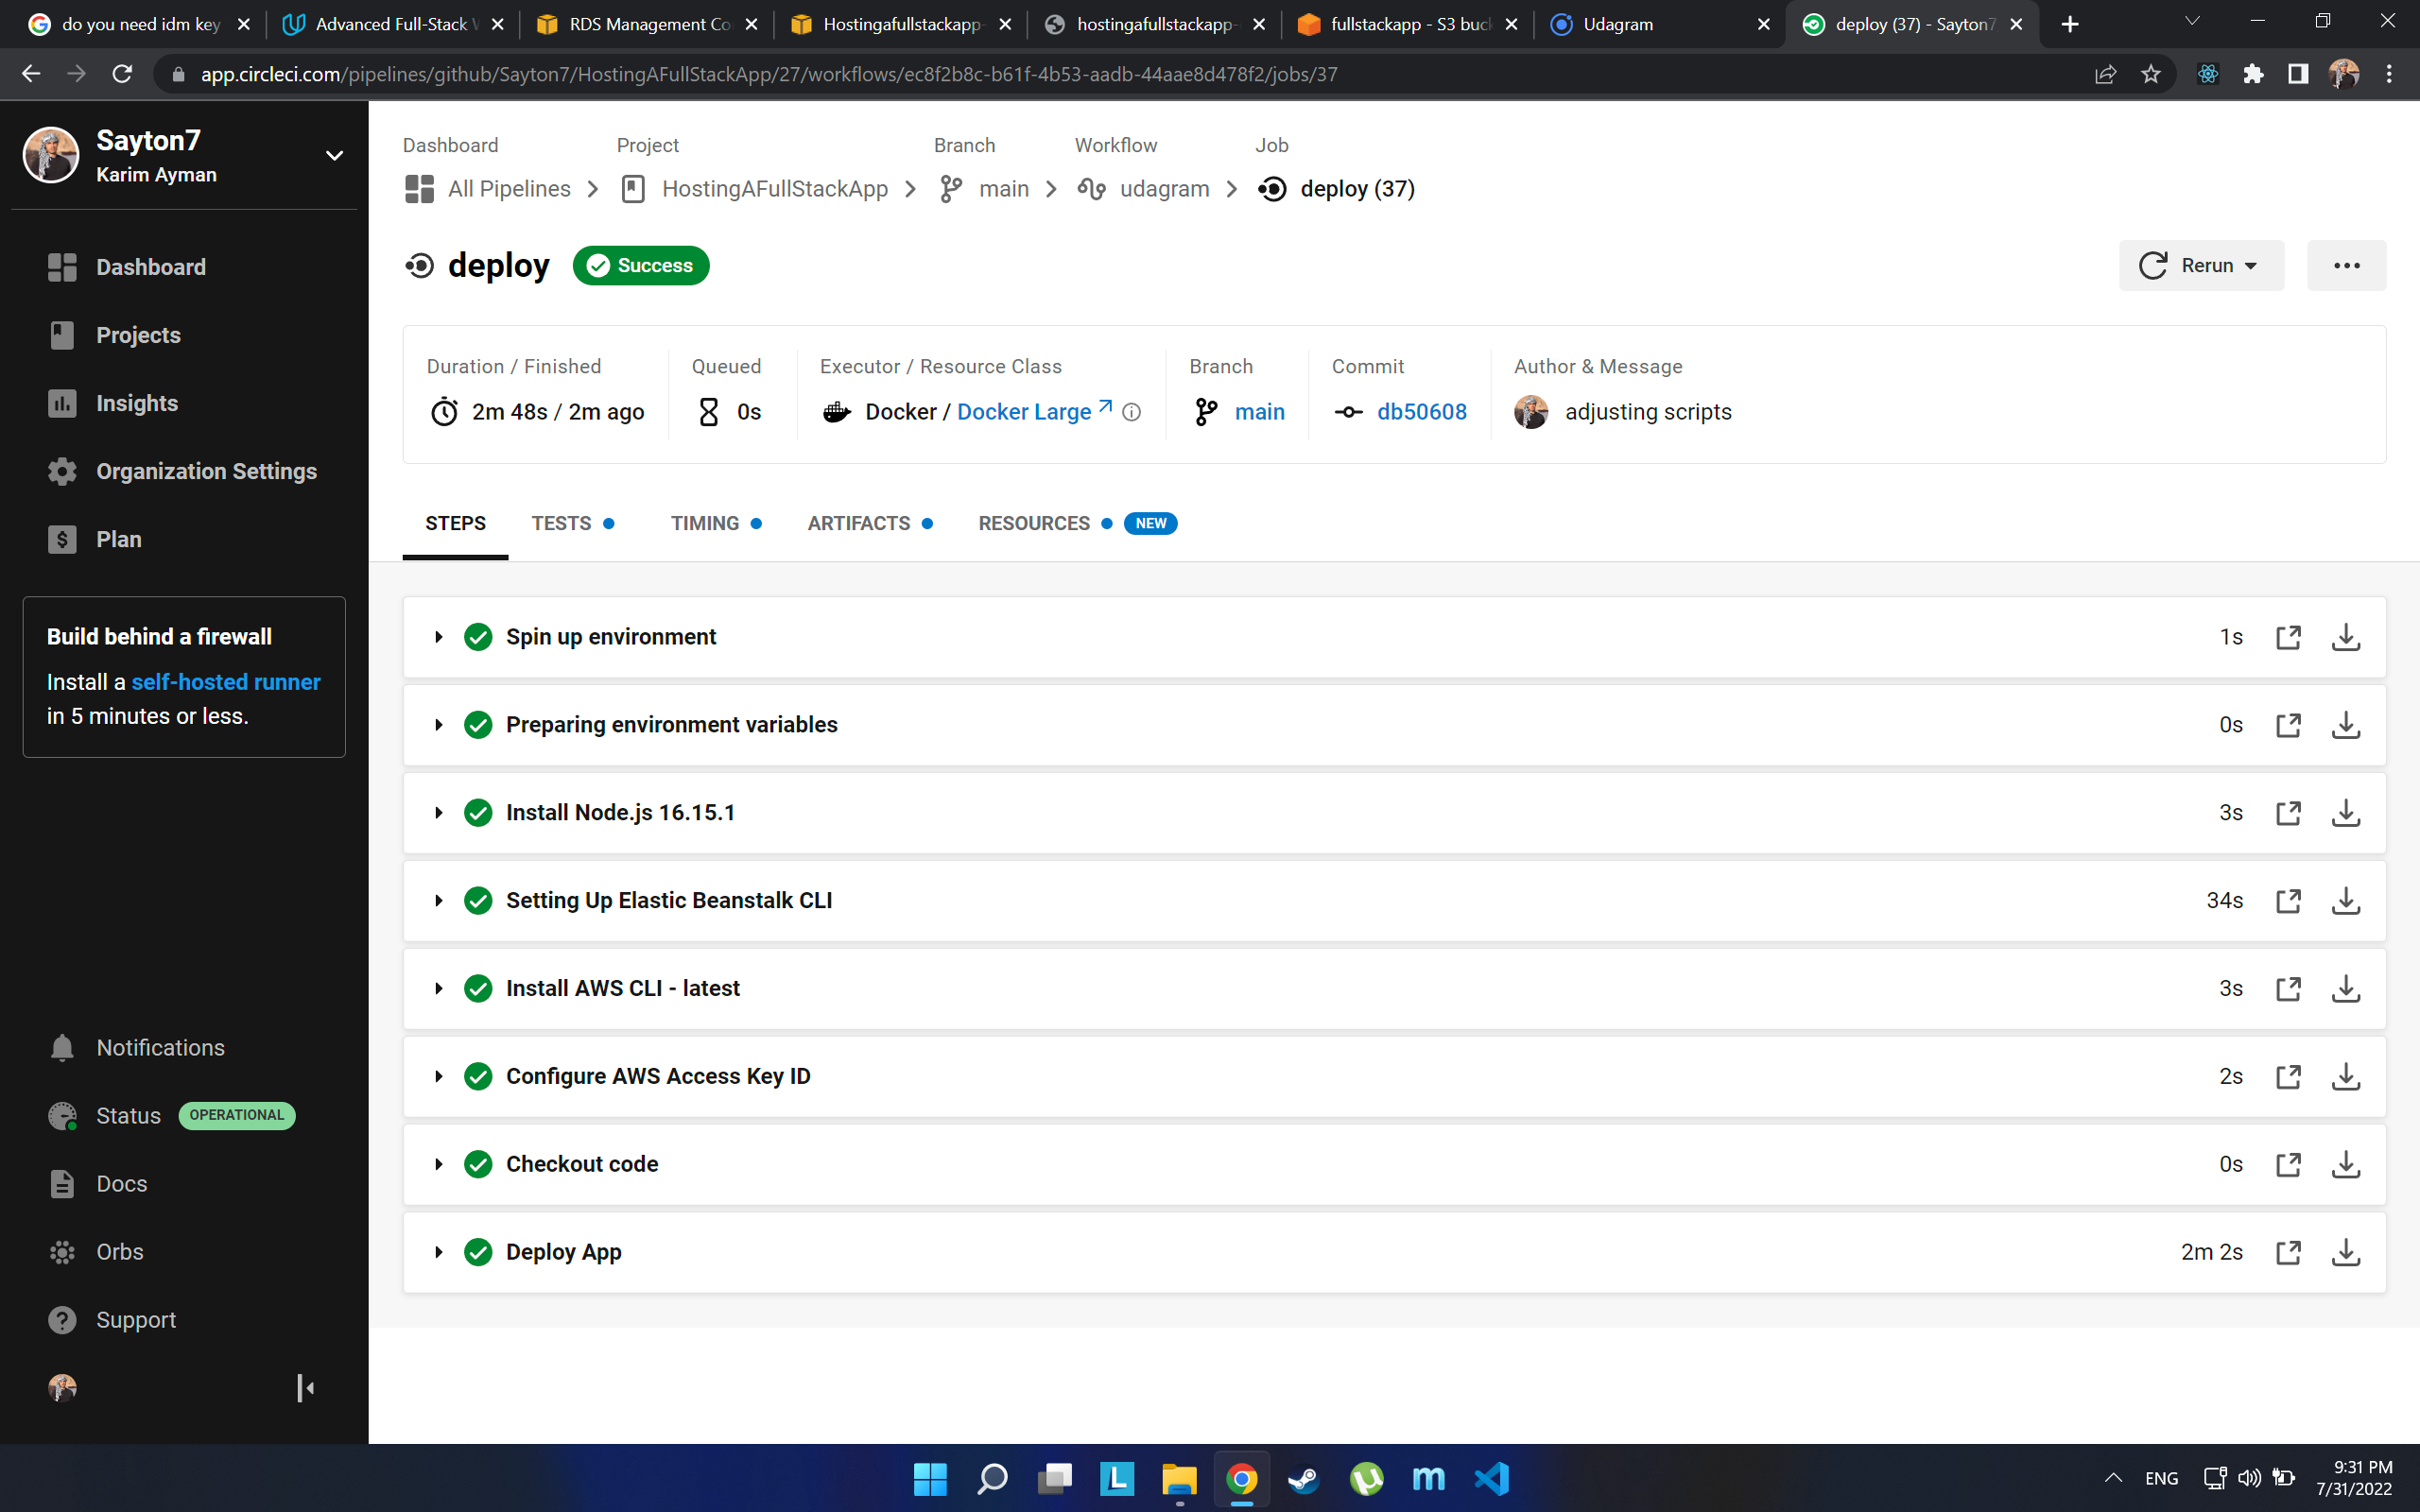 do you need idm key
Advanced Full-Stack
RDS Management Co
Hostingafullstackapp-
hostingafullstackapp-
fullstackapp - S3 buck
Udagram
deploy (37) - Sayton7
app.circleci.com/pipelines/github/Sayton7/HostingAFullStackApp/27/workflows/ec8f2b8c-b61f-4b53-aadb-44aae8d478f2/jobs/37
Sayton7
Karim Ayman
Dashboard
Projects
Insights
Organization Settings
Plan
Build behind a firewall
Install a self-hosted runner
in 5 minutes or less.
Notifications
Status OPERATIONAL
Docs
Orbs
Support
Dashboard Project Branch Workflow Job
All Pipelines HostingAFullStackApp main udagram deploy (37)
deploy Success Rerun
Duration / Finished Queued Executor / Resource Class Branch Commit Author & Message
2m 48s / 2m ago 0s Docker / Docker Large main db50608 adjusting scripts
STEPS TESTS TIMING ARTIFACTS RESOURCES NEW
Spin up environment 1s
Preparing environment variables 0s
Install Node.js 16.15.1 3s
Setting Up Elastic Beanstalk CLI 34s
Install AWS CLI - latest 3s
Configure AWS Access Key ID 2s
Checkout code 0s
Deploy App 2m 2s
L
m
ENG
9:31 PM
7/31/2022